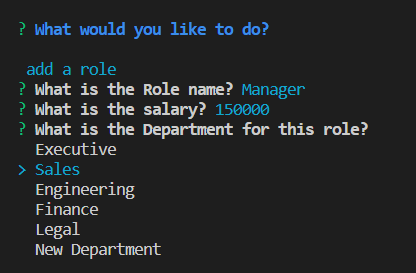 ? What would you like to do?
add a role
? What is the Role name? Manager
? What is the salary? 150000
? What is the Department for this role?
Executive
> Sales
Engineering
Finance
Legal
New Department